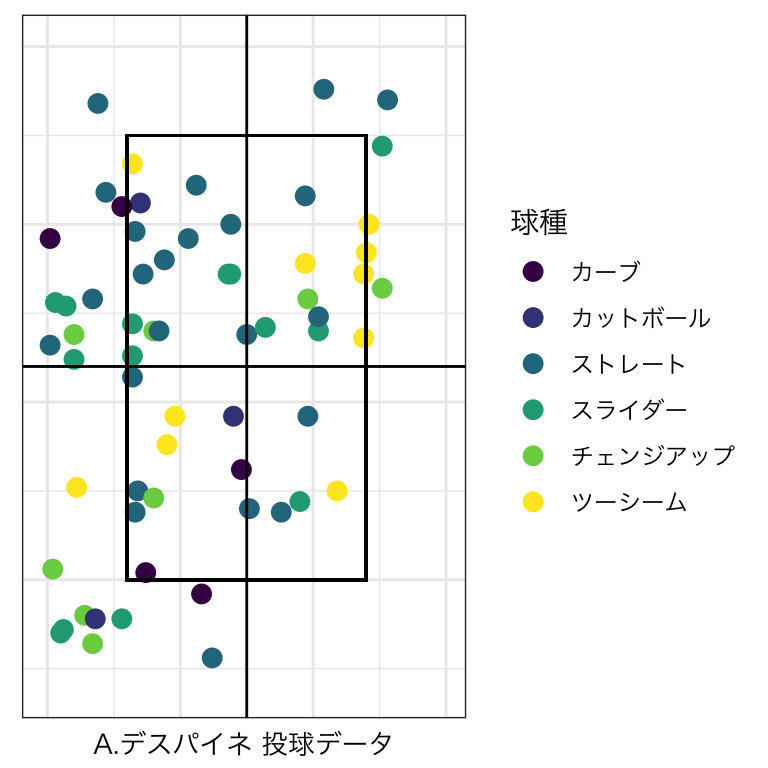 球種
カーブ
カットボール
ストレート
スライダー
チェンジアップ
ツーシーム
A.デスパイネ 投球データ